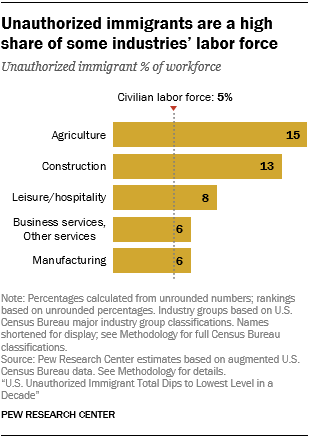 Unauthorized immigrants are a high
share of some industries' labor force
Unauthorized immigrant % of workforce
Civilian labor force: 5%
Agriculture 15
Construction 13
Leisure/hospitality 8
Business services,
Other services 6
Manufacturing 6
Note: Percentages calculated from unrounded numbers; rankings
based on unrounded percentages. Industry groups based on U.S.
Census Bureau major industry group classifications. Names
shortened for display; see Methodology for full Census Bureau
classifications.
Source: Pew Research Center estimates based on augmented U.S.
Census Bureau data. See Methodology for details.
"U.S. Unauthorized Immigrant Total Dips to Lowest Level in a
Decade"
PEW RESEARCH CENTER